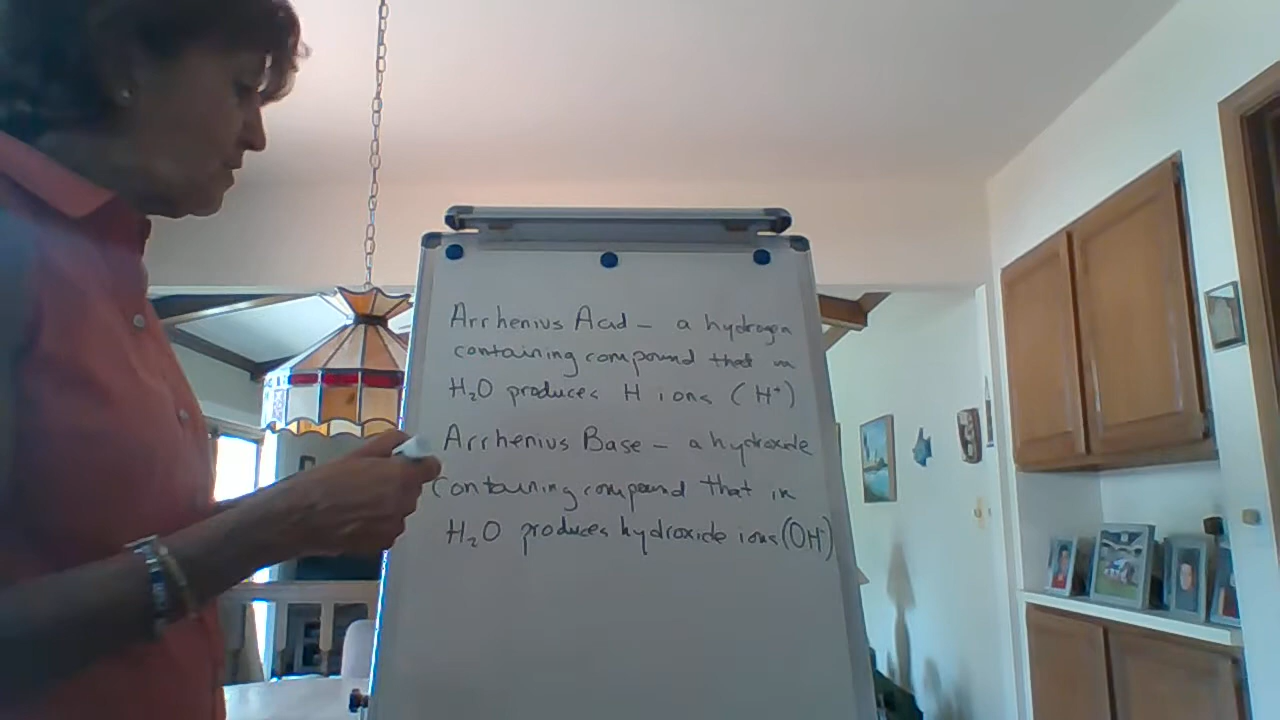 Arrhenius Acid – a hydrogen
containing compound that in
H₂O produces H ions (H⁺)
Arrhenius Base – a hydroxide
containing compound that in
H₂O produces hydroxide ions (OH⁻)